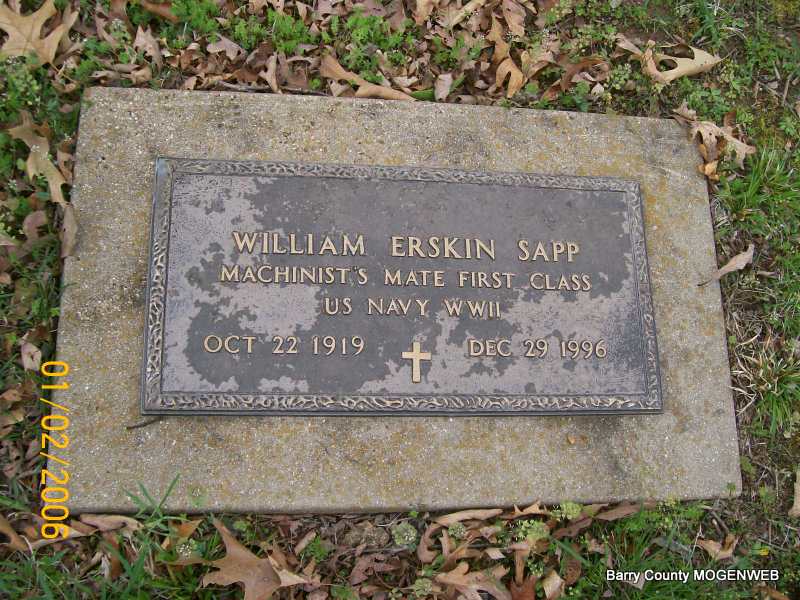 WILLIAM ERSKIN SAPP
MACHINIST'S MATE FIRST CLASS
US NAVY WWII
OCT 22 1919 DEC 29 1996
01/02/2006
Barry County MOGENWEB